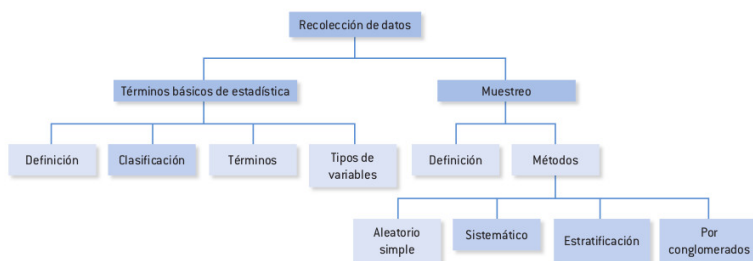 Recolección de datos
Términos básicos de estadística
Muestreo
Definición
Clasificación
Términos
Tipos de
variables
Definición
Métodos
Aleatorio
simple
Sistemático
Estratificación
Por
conglomerados